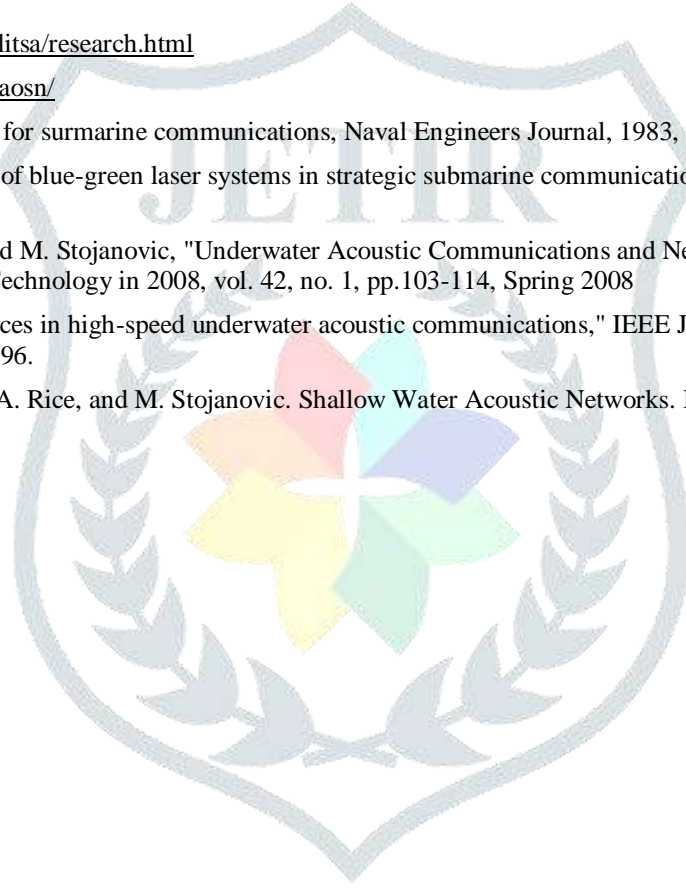 litsa/research.html
aosn/
for surmarine communications, Naval Engineers Journal, 1983,
of blue-green laser systems in strategic submarine communicatio
d M. Stojanovic, "Underwater Acoustic Communications and Ne
echnology in 2008, vol. 42, no. 1, pp.103-114, Spring 2008
ces in high-speed underwater acoustic communications," IEEE J
96.
A. Rice, and M. Stojanovic. Shallow Water Acoustic Networks. I
JETIR